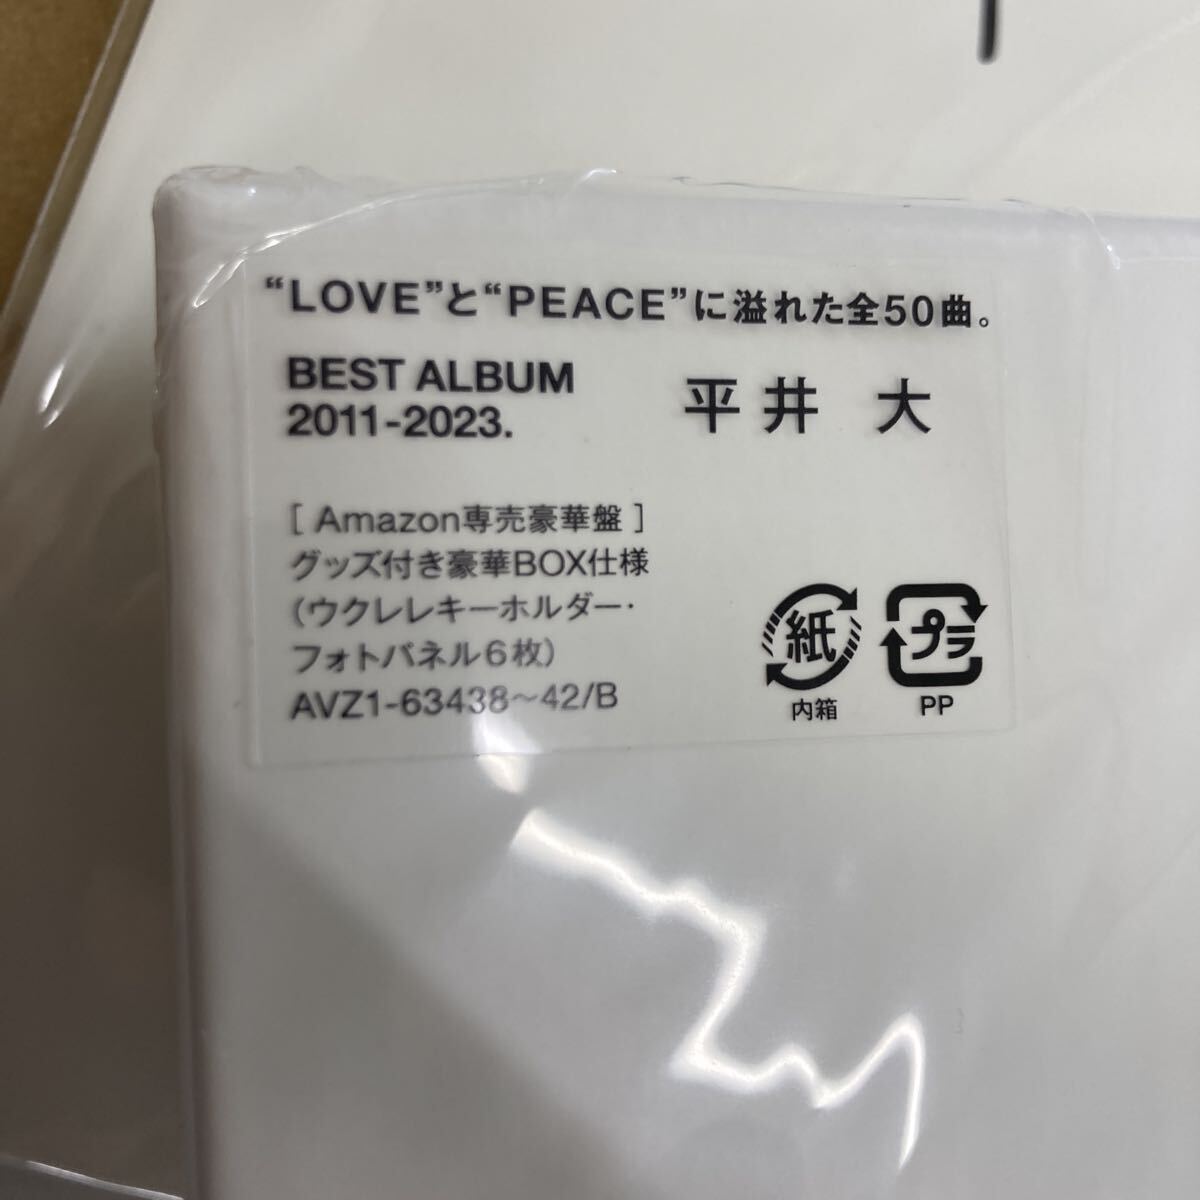 “LOVE”と“PEACE”に溢れた全50曲。
BEST ALBUM
2011-2023.
平井 大
[ Amazon専売豪華盤 ]
グッズ付き豪華BOX仕様
(ウクレレキーホルダー・
フォトパネル6枚)
AVZ1-63438~42/B
紙
内箱
プラ
PP